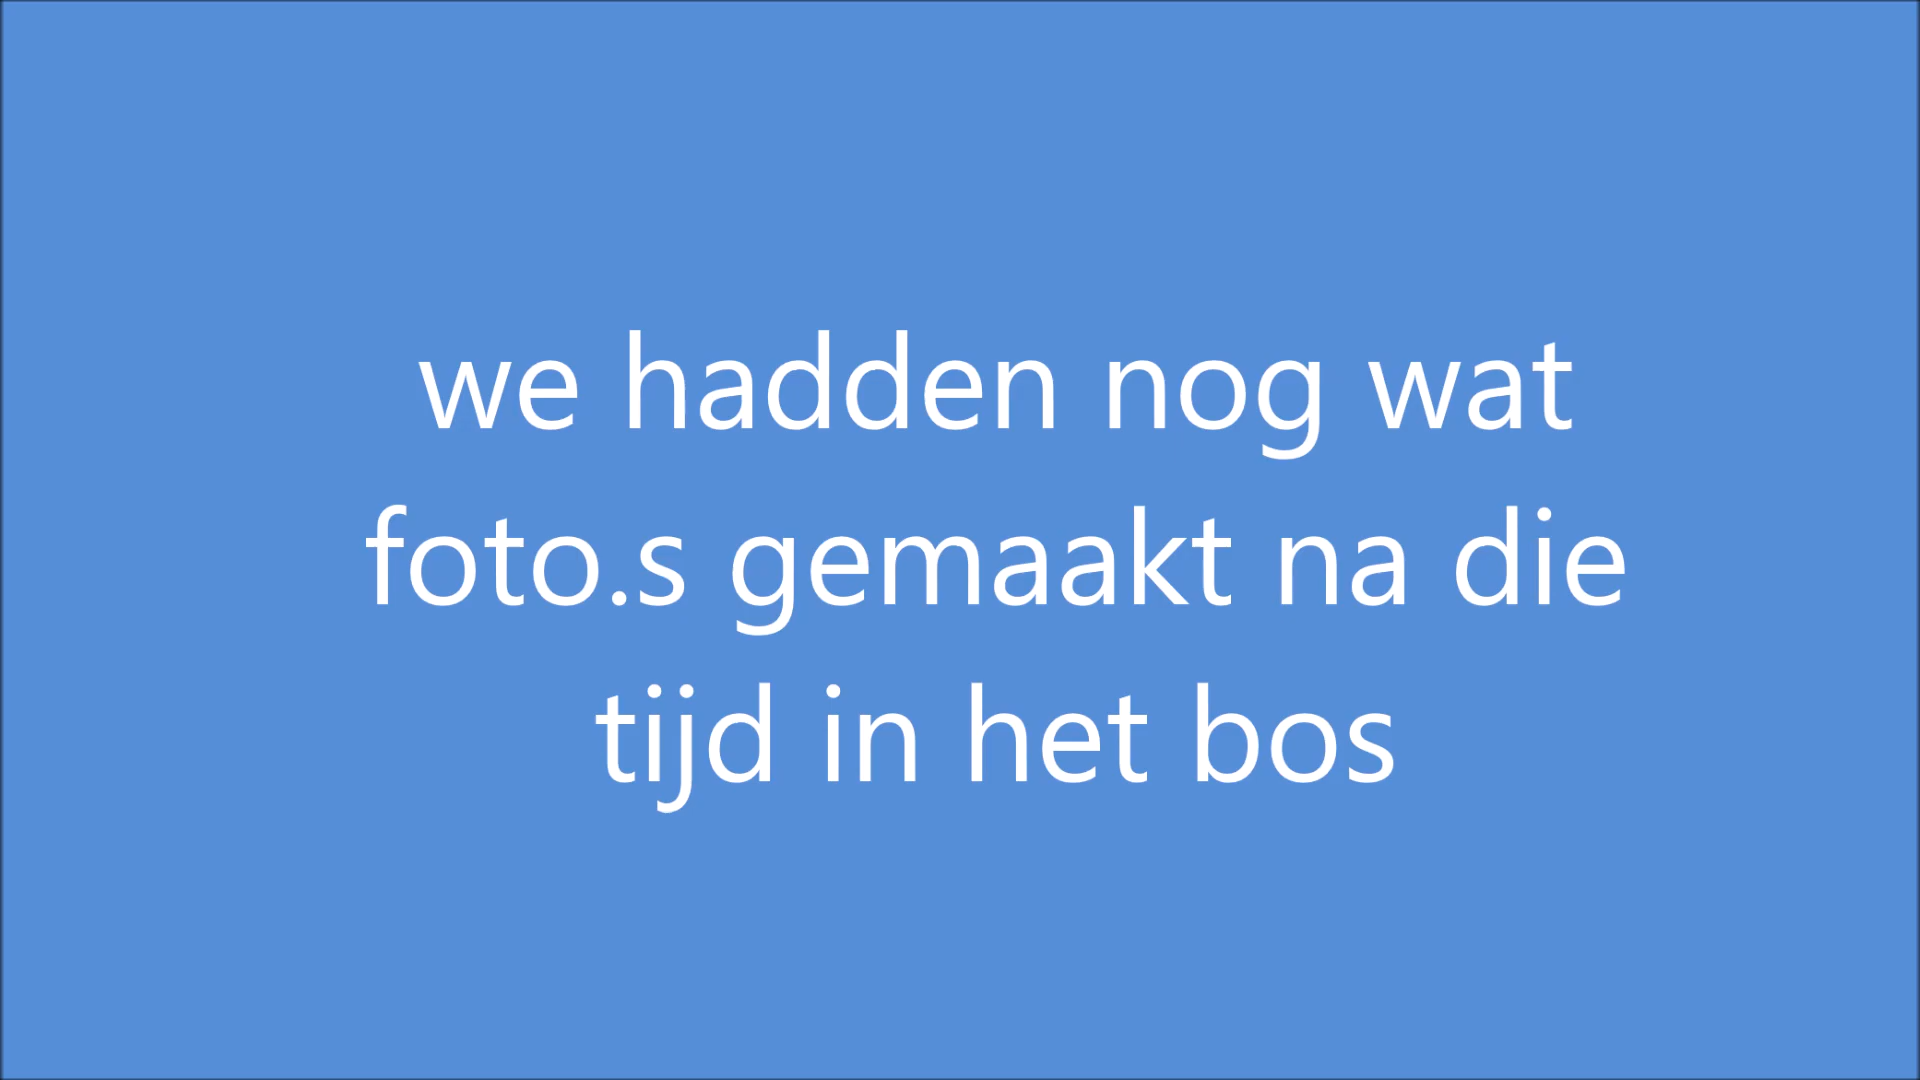 we hadden nog wat
foto.s gemaakt na die
tijd in het bos